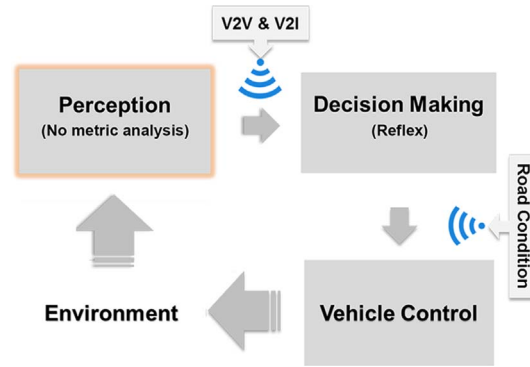 V2V & V2I
Perception
(No metric analysis)
Decision Making
(Reflex)
Road Condition
Environment
Vehicle Control